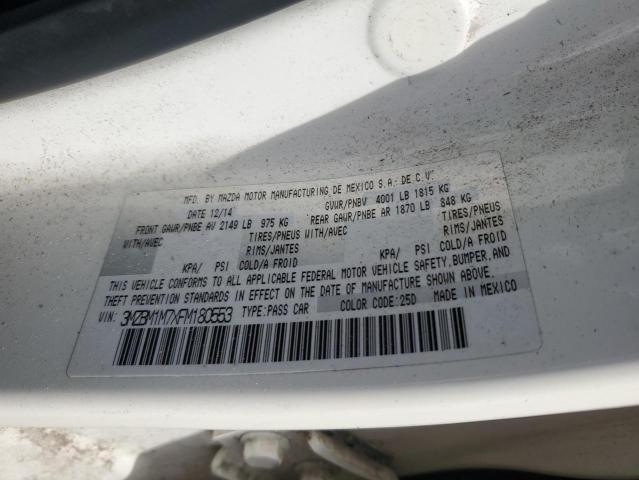 MFD. BY MAZDA MOTOR MANUFACTURING DE MEXICO S.A. DE C.V.
DATE 12/14 GVWR/PNBV 4001 LB 1815 KG
FRONT GAWR/PNBE AV 2149 LB 975 KG REAR GAWR/PNBE AR 1870 LB 848 KG
WITH/AVEC TIRES/PNEUS WITH/AVEC TIRES/PNEUS
RIMS/JANTES RIMS/JANTES
KPA/ PSI COLD/A FROID KPA/ PSI COLD/A FROID
THIS VEHICLE CONFORMS TO ALL APPLICABLE FEDERAL MOTOR VEHICLE SAFETY, BUMPER, AND
THEFT PREVENTION STANDARDS IN EFFECT ON THE DATE OF MANUFACTURE SHOWN ABOVE.
VIN: 3MZBM1M7XFM180553 TYPE:PASS CAR COLOR CODE:25D MADE IN MEXICO